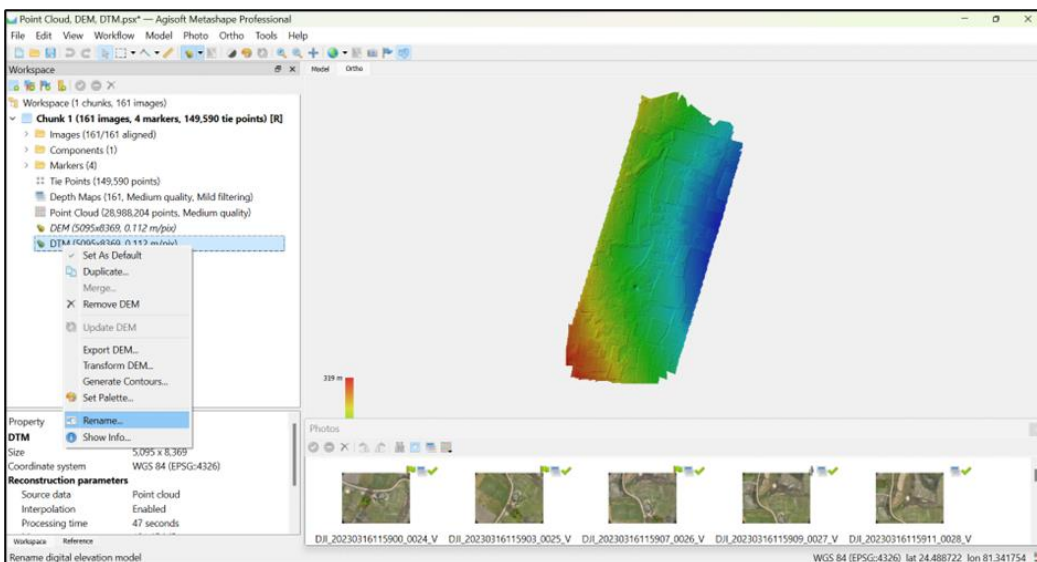 Point Cloud, DEM, DTM.psx* — Agisoft Metashape Professional
File Edit View Workflow Model Photo Ortho Tools Help
Workspace
Model Ortho
Workspace (1 chunks, 161 images)
Chunk 1 (161 images, 4 markers, 149,590 tie points) [R]
Images (161/161 aligned)
Components (1)
Markers (4)
Tie Points (149,590 points)
Depth Maps (161, Medium quality, Mild filtering)
Point Cloud (28,988,204 points, Medium quality)
DEM (5095x8369, 0.112 m/pix)
DTM (5095x8369, 0.112 m/pix)
Set As Default
Duplicate...
Merge...
Remove DEM
Update DEM
Export DEM...
Transform DEM...
Generate Contours...
Set Palette...
Rename...
Show Info...
319 m
Property
DTM
Size 5,095 x 8,369
Coordinate system WGS 84 (EPSG::4326)
Reconstruction parameters
Source data Point cloud
Interpolation Enabled
Processing time 47 seconds
Workspace Reference
Photos
DJI_20230316115900_0024_V DJI_20230316115903_0025_V DJI_20230316115907_0026_V DJI_20230316115909_0027_V DJI_20230316115911_0028_V
Rename digital elevation model
WGS 84 (EPSG::4326) lat 24.488722 lon 81.341754